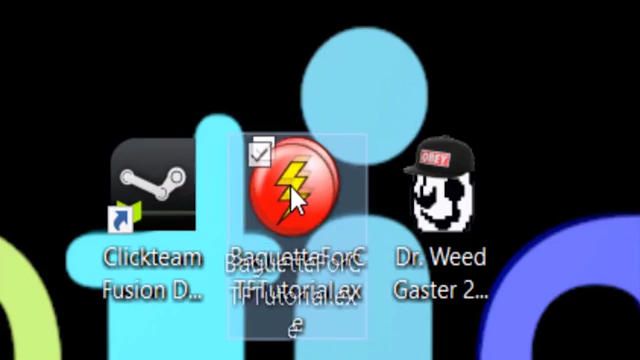 OBEY
Clickteam
Fusion D...
BaguetteForC
TFTutorial.ex
e
Dr. Weed
Gaster 2...